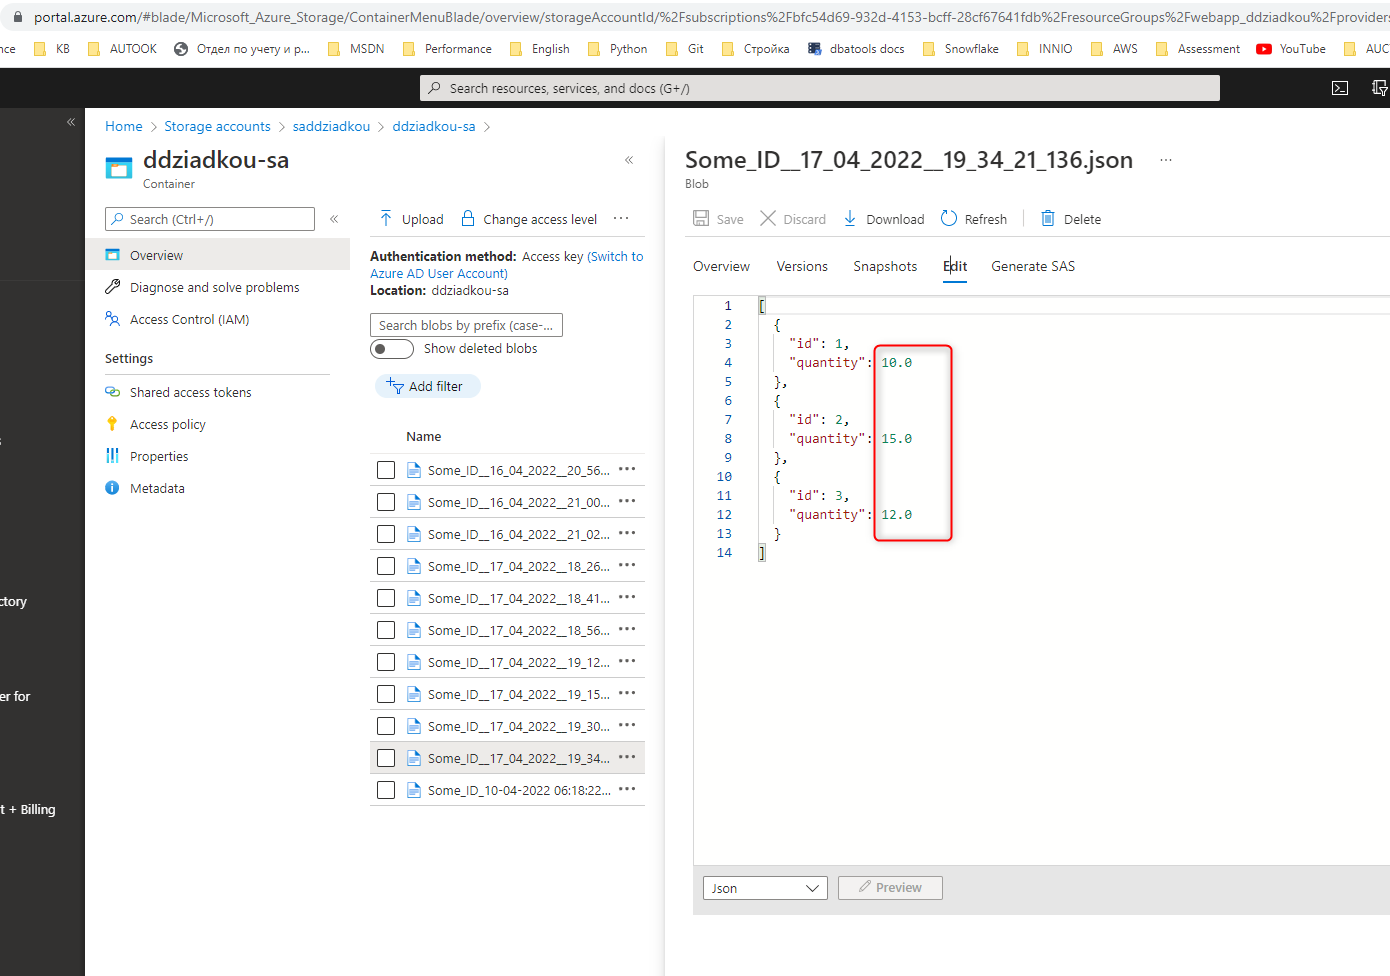 portal.azure.com/#blade/Microsoft_Azure_Storage/ContainerMenuBlade/overview/storageAccountId/%2Fsubscriptions%2Fbfc54d69-932d-4153-bcff-28cf67641fdb%2FresourceGroups%2Fwebapp_ddziadkou%2Fproviders
nce KB AUTOOK Отдел по учету и р... MSDN Performance English Python Git Стройка dbatools docs Snowflake INNIO AWS Assessment YouTube AUC
Search resources, services, and docs (G+/)
Home > Storage accounts > saddziadkou > ddziadkou-sa >
ddziadkou-sa
Container
Search (Ctrl+/)
Overview
Diagnose and solve problems
Access Control (IAM)
Settings
Shared access tokens
Access policy
Properties
Metadata
s
ctory
er for
t + Billing
Upload Change access level ...
Authentication method: Access key (Switch to
Azure AD User Account)
Location: ddziadkou-sa
Search blobs by prefix (case-...
Show deleted blobs
Add filter
Name
Some_ID__16_04_2022__20_56...
Some_ID__16_04_2022__21_00...
Some_ID__16_04_2022__21_02...
Some_ID__17_04_2022__18_26...
Some_ID__17_04_2022__18_41...
Some_ID__17_04_2022__18_56...
Some_ID__17_04_2022__19_12...
Some_ID__17_04_2022__19_15...
Some_ID__17_04_2022__19_30...
Some_ID__17_04_2022__19_34...
Some_ID_10-04-2022 06:18:22...
Some_ID__17_04_2022__19_34_21_136.json ...
Blob
Save Discard Download Refresh Delete
Overview Versions Snapshots Edit Generate SAS
1 [
2 {
3 "id": 1,
4 "quantity": 10.0
5 },
6 {
7 "id": 2,
8 "quantity": 15.0
9 },
10 {
11 "id": 3,
12 "quantity": 12.0
13 }
14 ]
Json Preview